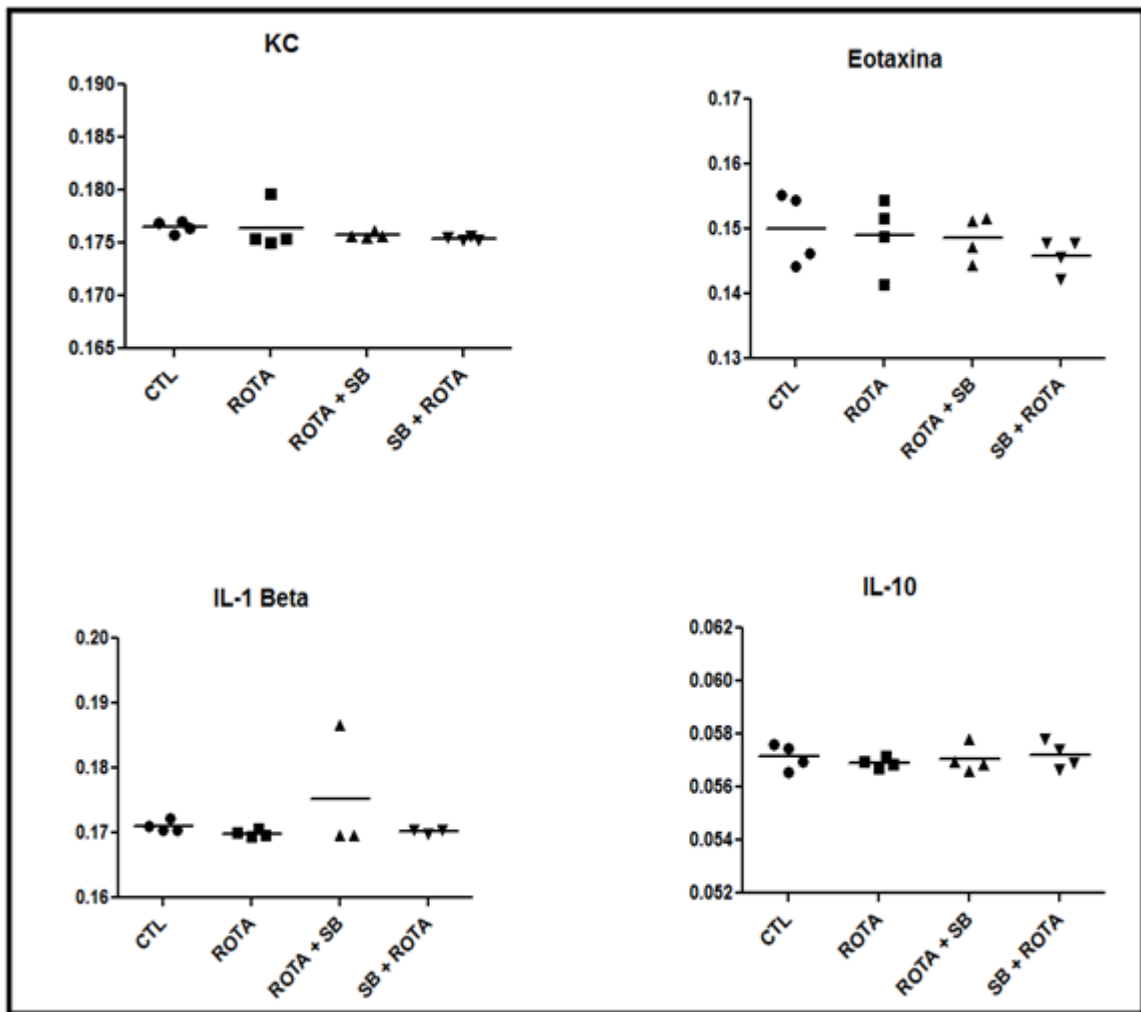 KC
0.190
0.185
0.180
0.175
0.170
0.165
CTL
ROTA
ROTA + SB
SB + ROTA
Eotaxina
0.17
0.16
0.15
0.14
0.13
CTL
ROTA
ROTA + SB
SB + ROTA
IL-1 Beta
0.20
0.19
0.18
0.17
0.16
CTL
ROTA
ROTA + SB
SB + ROTA
IL-10
0.062
0.060
0.058
0.056
0.054
0.052
CTL
ROTA
ROTA + SB
SB + ROTA